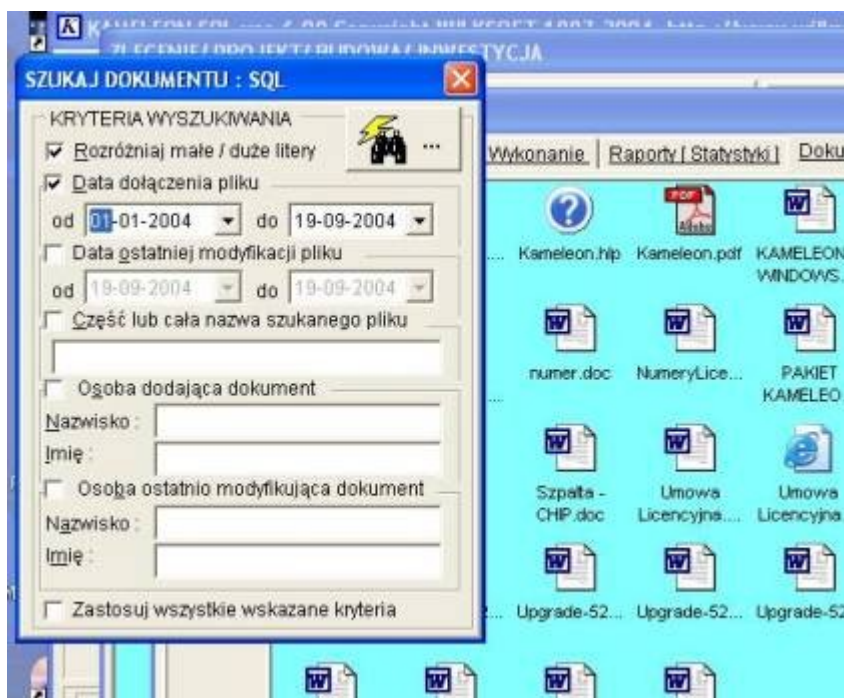 SZUKAJ DOKUMENTU : SQL
KRYTERIA WYSZUKIWANIA
Rozróżniaj małe / duże litery
...
Data dołączenia pliku
od 01-01-2004 do 19-09-2004
Data ostatniej modyfikacji pliku
od 19-09-2004 do 19-09-2004
Część lub cała nazwa szukanego pliku
Osoba dodająca dokument
Nazwisko :
Imię :
Osoba ostatnio modyfikująca dokument
Nazwisko :
Imię :
Zastosuj wszystkie wskazane kryteria
Wykonanie Raporty [ Statystyki ] Doku
Kameleon.hlp Kameleon.pdf KAMELEON
WINDOWS.
numer.doc NumeryLice... PAKIET
KAMELEO
Szpalta - Umowa Umowa
CHIP.doc Licencyjna.... Licencyjna
Upgrade-52... Upgrade-52... Upgrade-52